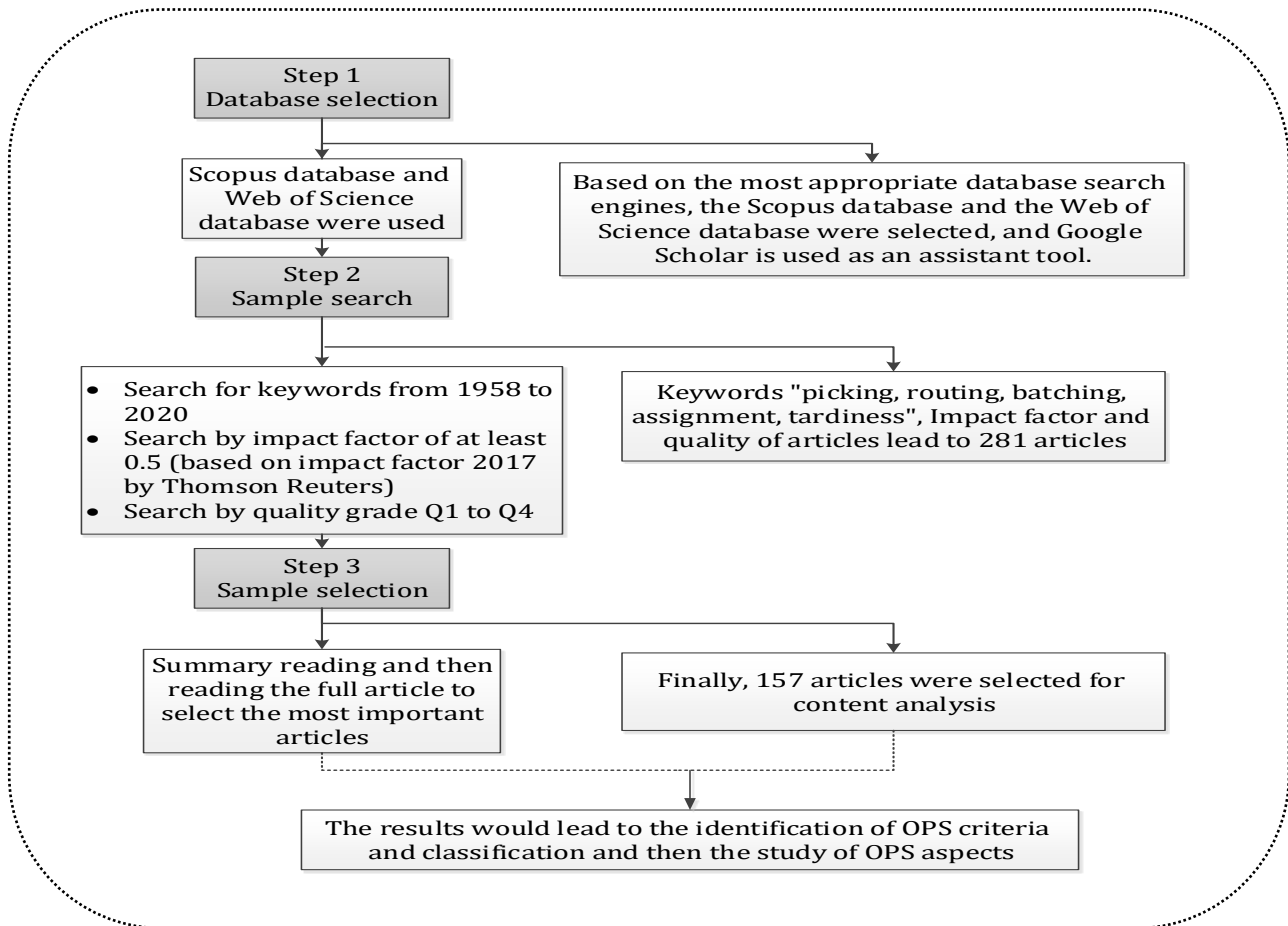 Step 1
Database selection
Scopus database and
Web of Science
database were used
Based on the most appropriate database search
engines, the Scopus database and the Web of
Science database were selected, and Google
Scholar is used as an assistant tool.
Step 2
Sample search
• Search for keywords from 1958 to
2020
• Search by impact factor of at least
0.5 (based on impact factor 2017
by Thomson Reuters)
• Search by quality grade Q1 to Q4
Keywords "picking, routing, batching,
assignment, tardiness", Impact factor and
quality of articles lead to 281 articles
Step 3
Sample selection
Summary reading and then
reading the full article to
select the most important
articles
Finally, 157 articles were selected for
content analysis
The results would lead to the identification of OPS criteria
and classification and then the study of OPS aspects